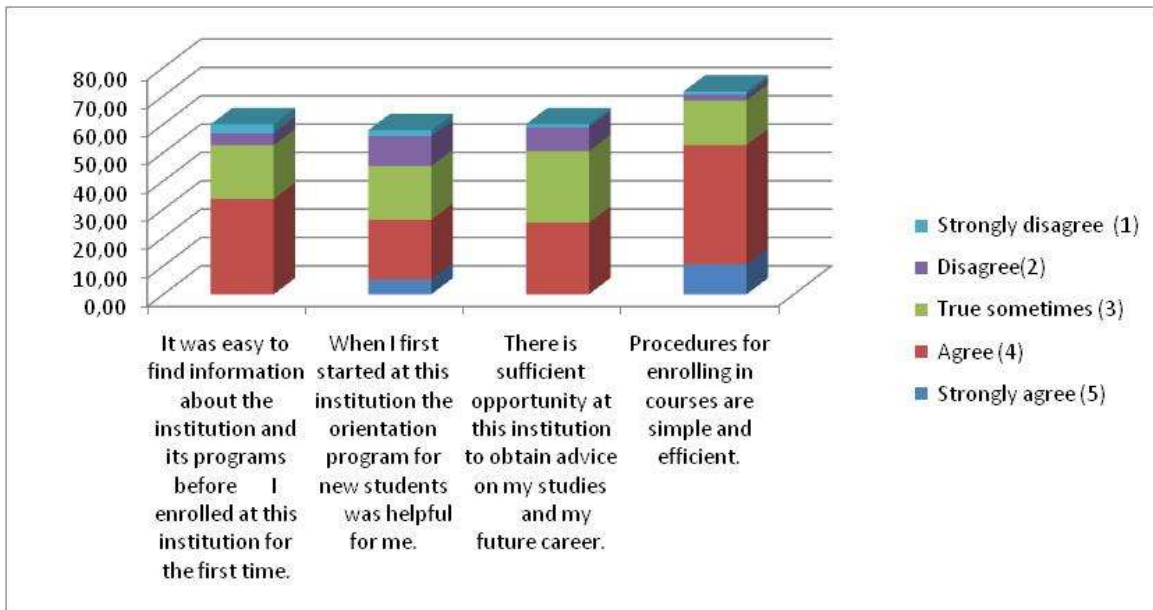 80,00
70,00
60,00
50,00
40,00
30,00
20,00
10,00
0,00
It was easy to
find information
about the
institution and
its programs
before I
enrolled at this
institution for
the first time.
When I first
started at this
institution the
orientation
program for
new students
was helpful
for me.
There is
sufficient
opportunity at
this institution
to obtain advice
on my studies
and my
future career.
Procedures for
enrolling in
courses are
simple and
efficient.
Strongly disagree (1)
Disagree(2)
True sometimes (3)
Agree (4)
Strongly agree (5)